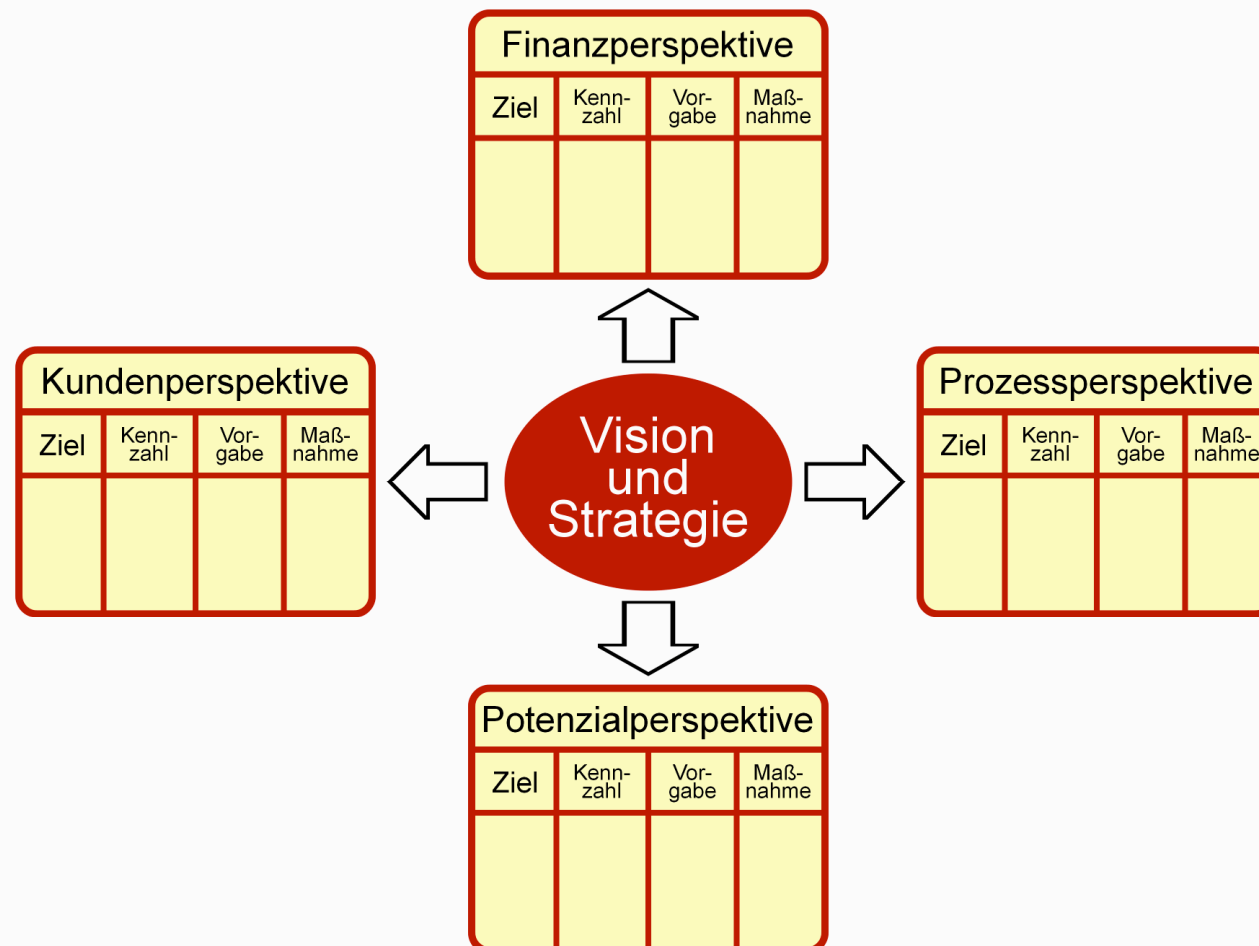 Finanzperspektive
Ziel
Kenn-
zahl
Vor-
gabe
Maß-
nahme
Kundenperspektive
Ziel
Kenn-
zahl
Vor-
gabe
Maß-
nahme
Vision
und
Strategie
Prozessperspektive
Ziel
Kenn-
zahl
Vor-
gabe
Maß-
nahme
Potenzialperspektive
Ziel
Kenn-
zahl
Vor-
gabe
Maß-
nahme